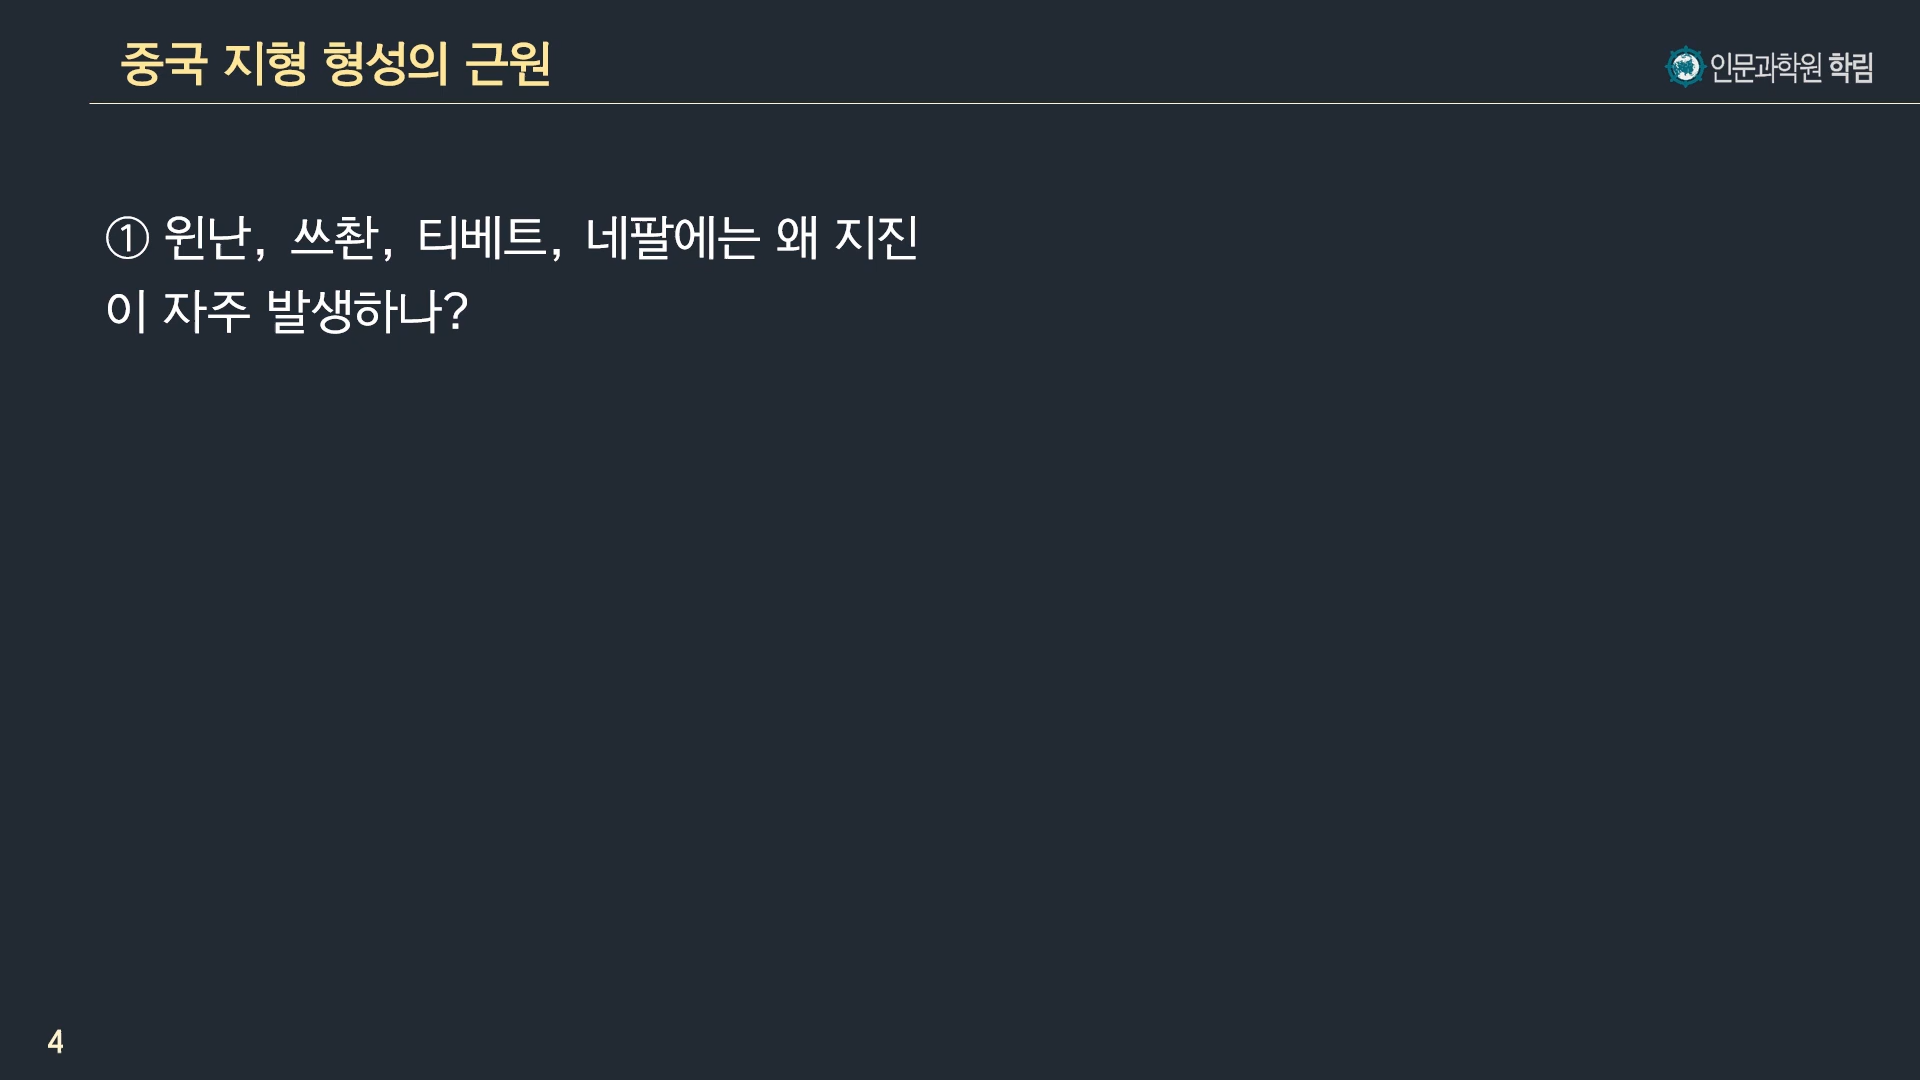 중국 지형 형성의 근원
인문과학원 학림
① 윈난, 쓰촨, 티베트, 네팔에는 왜 지진
이 자주 발생하나?
4